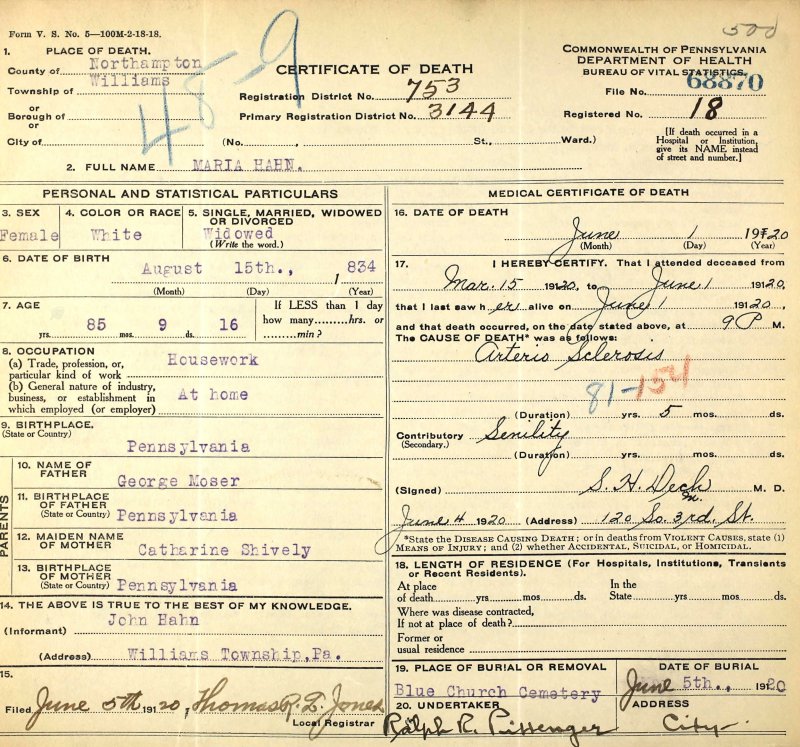 Form V. S. No. 5—100M-2-18-18.
500
1. PLACE OF DEATH.
County of Northampton
Township of Williams
or
Borough of
or
City of
48-9
CERTIFICATE OF DEATH
Registration District No. 753
Primary Registration District No. 3144
(No. St., Ward.)
COMMONWEALTH OF PENNSYLVANIA
DEPARTMENT OF HEALTH
BUREAU OF VITAL STATISTICS.
File No. 68870
Registered No. 18
[If death occurred in a
Hospital or Institution,
give its NAME instead
of street and number.]
2. FULL NAME MARIA HAHN.
PERSONAL AND STATISTICAL PARTICULARS
3. SEX
Female
4. COLOR OR RACE
White
5. SINGLE, MARRIED, WIDOWED
OR DIVORCED
Widowed
(Write the word.)
6. DATE OF BIRTH
August 15th., 1834
(Month) (Day) (Year)
7. AGE
85 yrs. 9 mos. 16 ds.
If LESS than 1 day
how many.........hrs. or
.........min?
8. OCCUPATION
(a) Trade, profession, or,
particular kind of work Housework
(b) General nature of industry,
business, or establishment in
which employed (or employer) At home
9. BIRTHPLACE.
(State or Country)
Pennsylvania
PARENTS
10. NAME OF
FATHER
George Moser
11. BIRTHPLACE
OF FATHER
(State or Country) Pennsylvania
12. MAIDEN NAME
OF MOTHER
Catharine Shively
13. BIRTHPLACE
OF MOTHER
(State or Country) Pennsylvania
14. THE ABOVE IS TRUE TO THE BEST OF MY KNOWLEDGE.
(Informant) John Hahn
(Address) Williams Township,Pa.
15.
Filed June 5th 1920, Thomas R. L. Jones
Local Registrar
MEDICAL CERTIFICATE OF DEATH
16. DATE OF DEATH
June 1 1920
(Month) (Day) (Year)
17. I HEREBY CERTIFY. That I attended deceased from
Mar. 15 19120, to June 1 19120,
that I last saw her alive on June 1 19120,
and that death occurred, on the date stated above, at 9 P M.
The CAUSE OF DEATH* was as follows:
Arterio Sclerosis
81-154
(Duration) yrs. 5 mos. ds.
Contributory Senility
(Secondary.)
(Duration) yrs. mos. ds.
(Signed) S. H. Dech M. D.
June 4 1920 (Address) 120 So. 3rd. St.
*State the DISEASE CAUSING DEATH; or in deaths from VIOLENT CAUSES, state (1)
MEANS OF INJURY; and (2) whether ACCIDENTAL, SUICIDAL, or HOMICIDAL.
18. LENGTH OF RESIDENCE (For Hospitals, Institutions, Transients
or Recent Residents).
At place
of death yrs. mos. ds.
In the
State yrs. mos. ds.
Where was disease contracted,
If not at place of death?
Former or
usual residence
19. PLACE OF BURIAL OR REMOVAL
Blue Church Cemetery
DATE OF BURIAL
June 5th., 19120
20. UNDERTAKER
Ralph R. Pittenger
ADDRESS
City